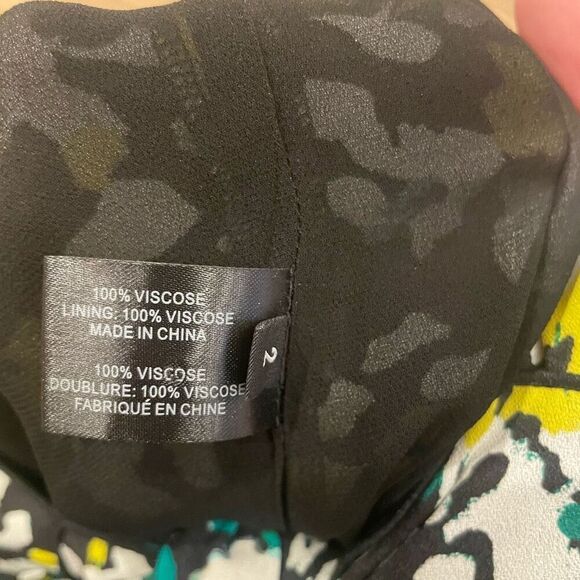 100% VISCOSE
LINING: 100% VISCOSE
MADE IN CHINA
100% VISCOSE
DOUBLURE: 100% VISCOSE
FABRIQUÉ EN CHINE
2